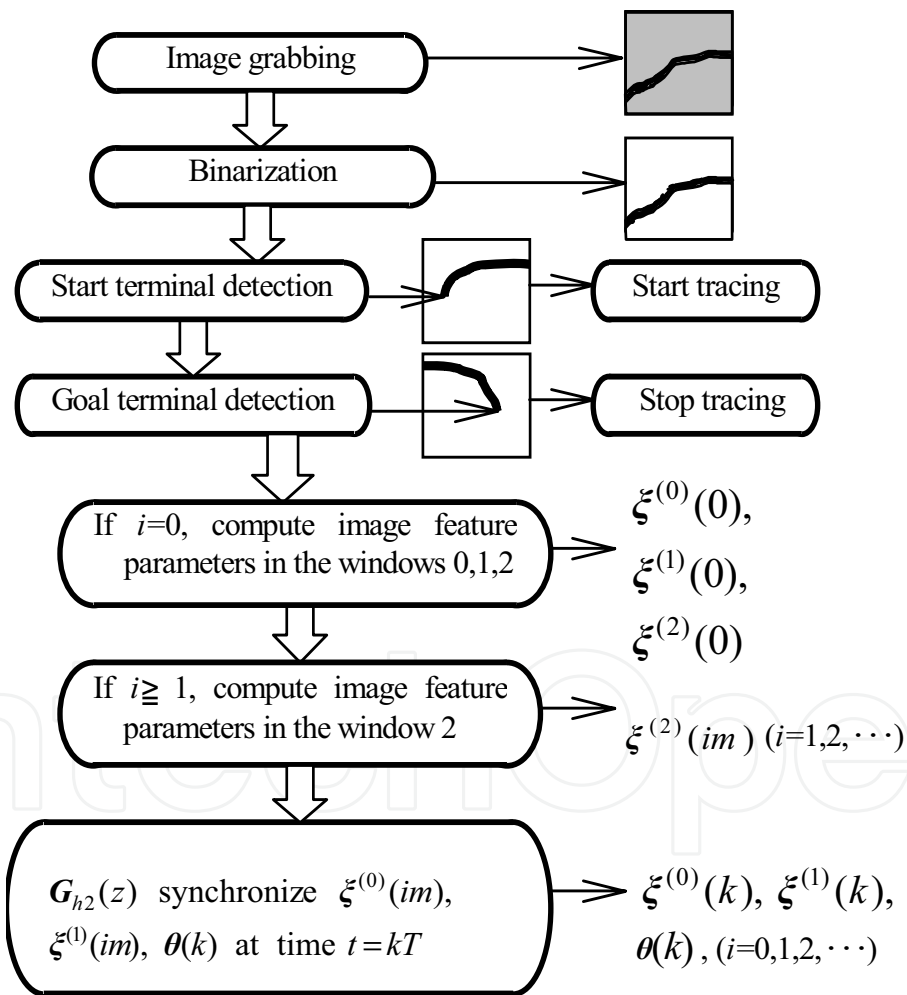 Image grabbing
Binarization
Start terminal detection
Start tracing
Goal terminal detection
Stop tracing
If i=0, compute image feature
parameters in the windows 0,1,2
ξ⁽⁰⁾(0),
ξ⁽¹⁾(0),
ξ⁽²⁾(0)
If i≧ 1, compute image feature
parameters in the window 2
ξ⁽²⁾(im) (i=1,2, ···)
G_{h2}(z) synchronize ξ⁽⁰⁾(im),
ξ⁽¹⁾(im), θ(k) at time t=kT
ξ⁽⁰⁾(k), ξ⁽¹⁾(k),
θ(k) , (i=0,1,2, ···)